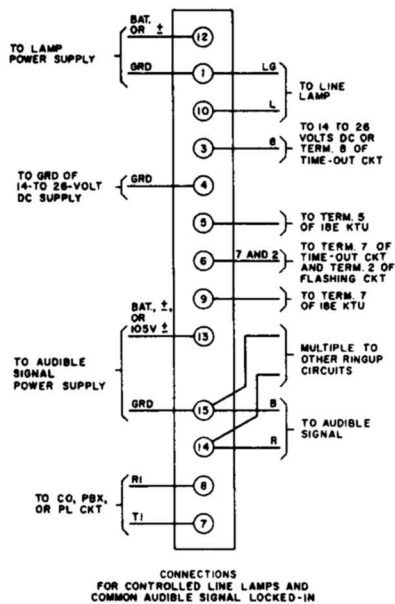 BAT.
OR ±
TO LAMP
POWER SUPPLY
12
GRD
1
LG
TO LINE
LAMP
10
L
3
8
TO 14 TO 26
VOLTS DC OR
TERM. 8 OF
TIME-OUT CKT
TO GRD OF
14-TO 26-VOLT
DC SUPPLY
GRD
4
5
TO TERM. 5
OF 18E KTU
6
7 AND 2
TO TERM. 7 OF
TIME-OUT CKT
AND TERM. 2 OF
FLASHING CKT
9
TO TERM. 7
OF 18E KTU
BAT., ±,
OR
105V ±
13
MULTIPLE TO
OTHER RINGUP
CIRCUITS
TO AUDIBLE
SIGNAL
POWER SUPPLY
GRD
15
B
TO AUDIBLE
SIGNAL
14
R
R1
8
TO CO, PBX,
OR PL CKT
T1
7
CONNECTIONS
FOR CONTROLLED LINE LAMPS AND
COMMON AUDIBLE SIGNAL LOCKED-IN